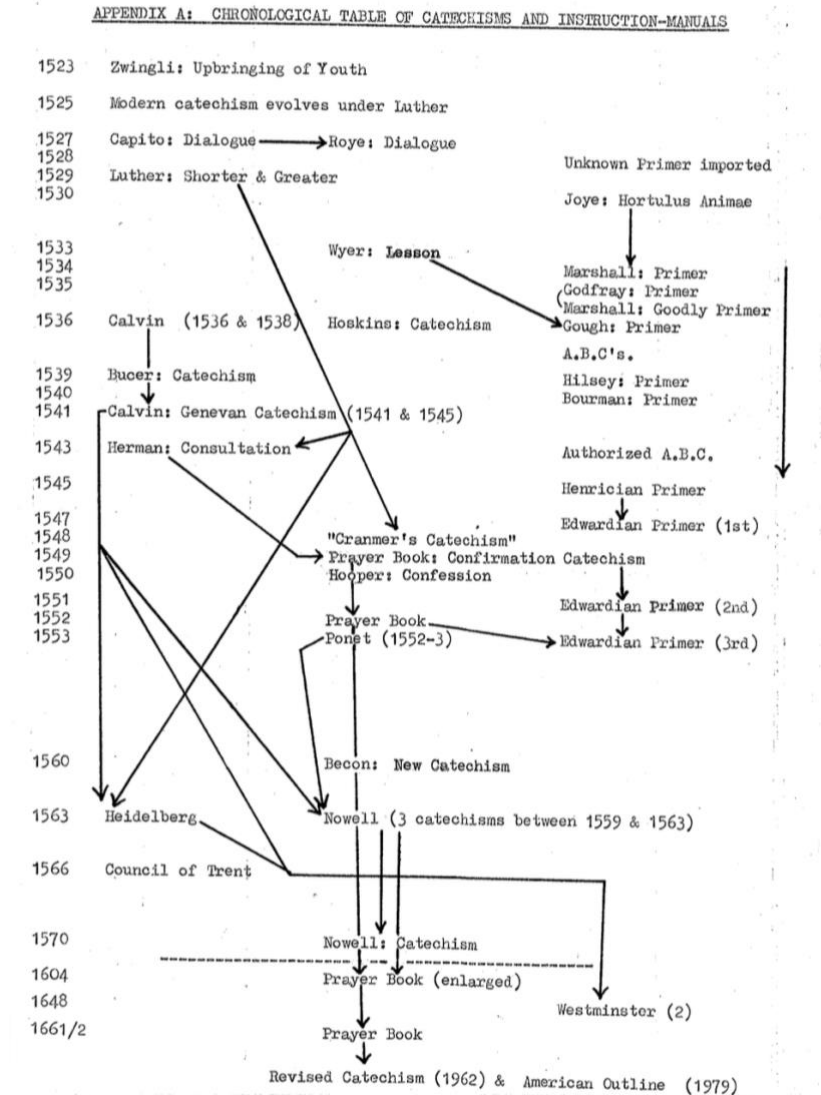 APPENDIX A: CHRONOLOGICAL TABLE OF CATECHISMS AND INSTRUCTION-MANUALS
1523 Zwingli: Upbringing of Youth
1525 Modern catechism evolves under Luther
1527 Capito: Dialogue Roye: Dialogue
1528 Unknown Primer imported
1529 Luther: Shorter & Greater
1530 Joye: Hortulus Animae
1533 Wyer: Lesson
1534 Marshall: Primer
1535 (Godfray: Primer
(Marshall: Goodly Primer
1536 Calvin (1536 & 1538) Hoskins: Catechism Gough: Primer
A.B.C's.
1539 Bucer: Catechism Hilsey: Primer
1540 Bourman: Primer
1541 Calvin: Genevan Catechism (1541 & 1545)
1543 Herman: Consultation Authorized A.B.C.
1545 Henrician Primer
1547 Edwardian Primer (1st)
1548 "Cranmer's Catechism"
1549 Prayer Book: Confirmation Catechism
1550 Hooper: Confession
1551 Edwardian Primer (2nd)
1552 Prayer Book
1553 Ponet (1552-3) Edwardian Primer (3rd)
1560 Becon: New Catechism
1563 Heidelberg Nowell (3 catechisms between 1559 & 1563)
1566 Council of Trent
1570 Nowell: Catechism
1604 Prayer Book (enlarged)
1648 Westminster (2)
1661/2 Prayer Book
Revised Catechism (1962) & American Outline (1979)